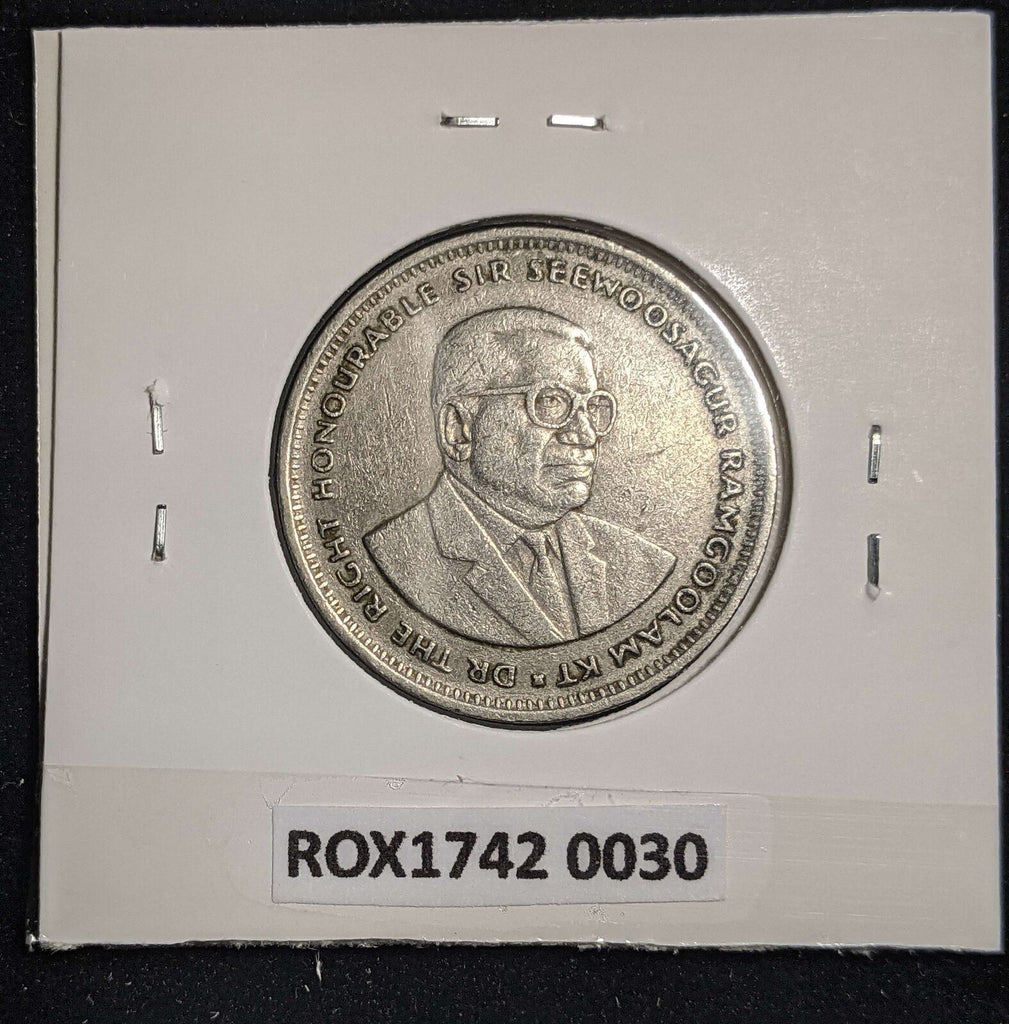 DR THE RIGHT HONOURABLE SIR SEEWOOSAGUR RAMGOOLAM KT
ROX1742 0030